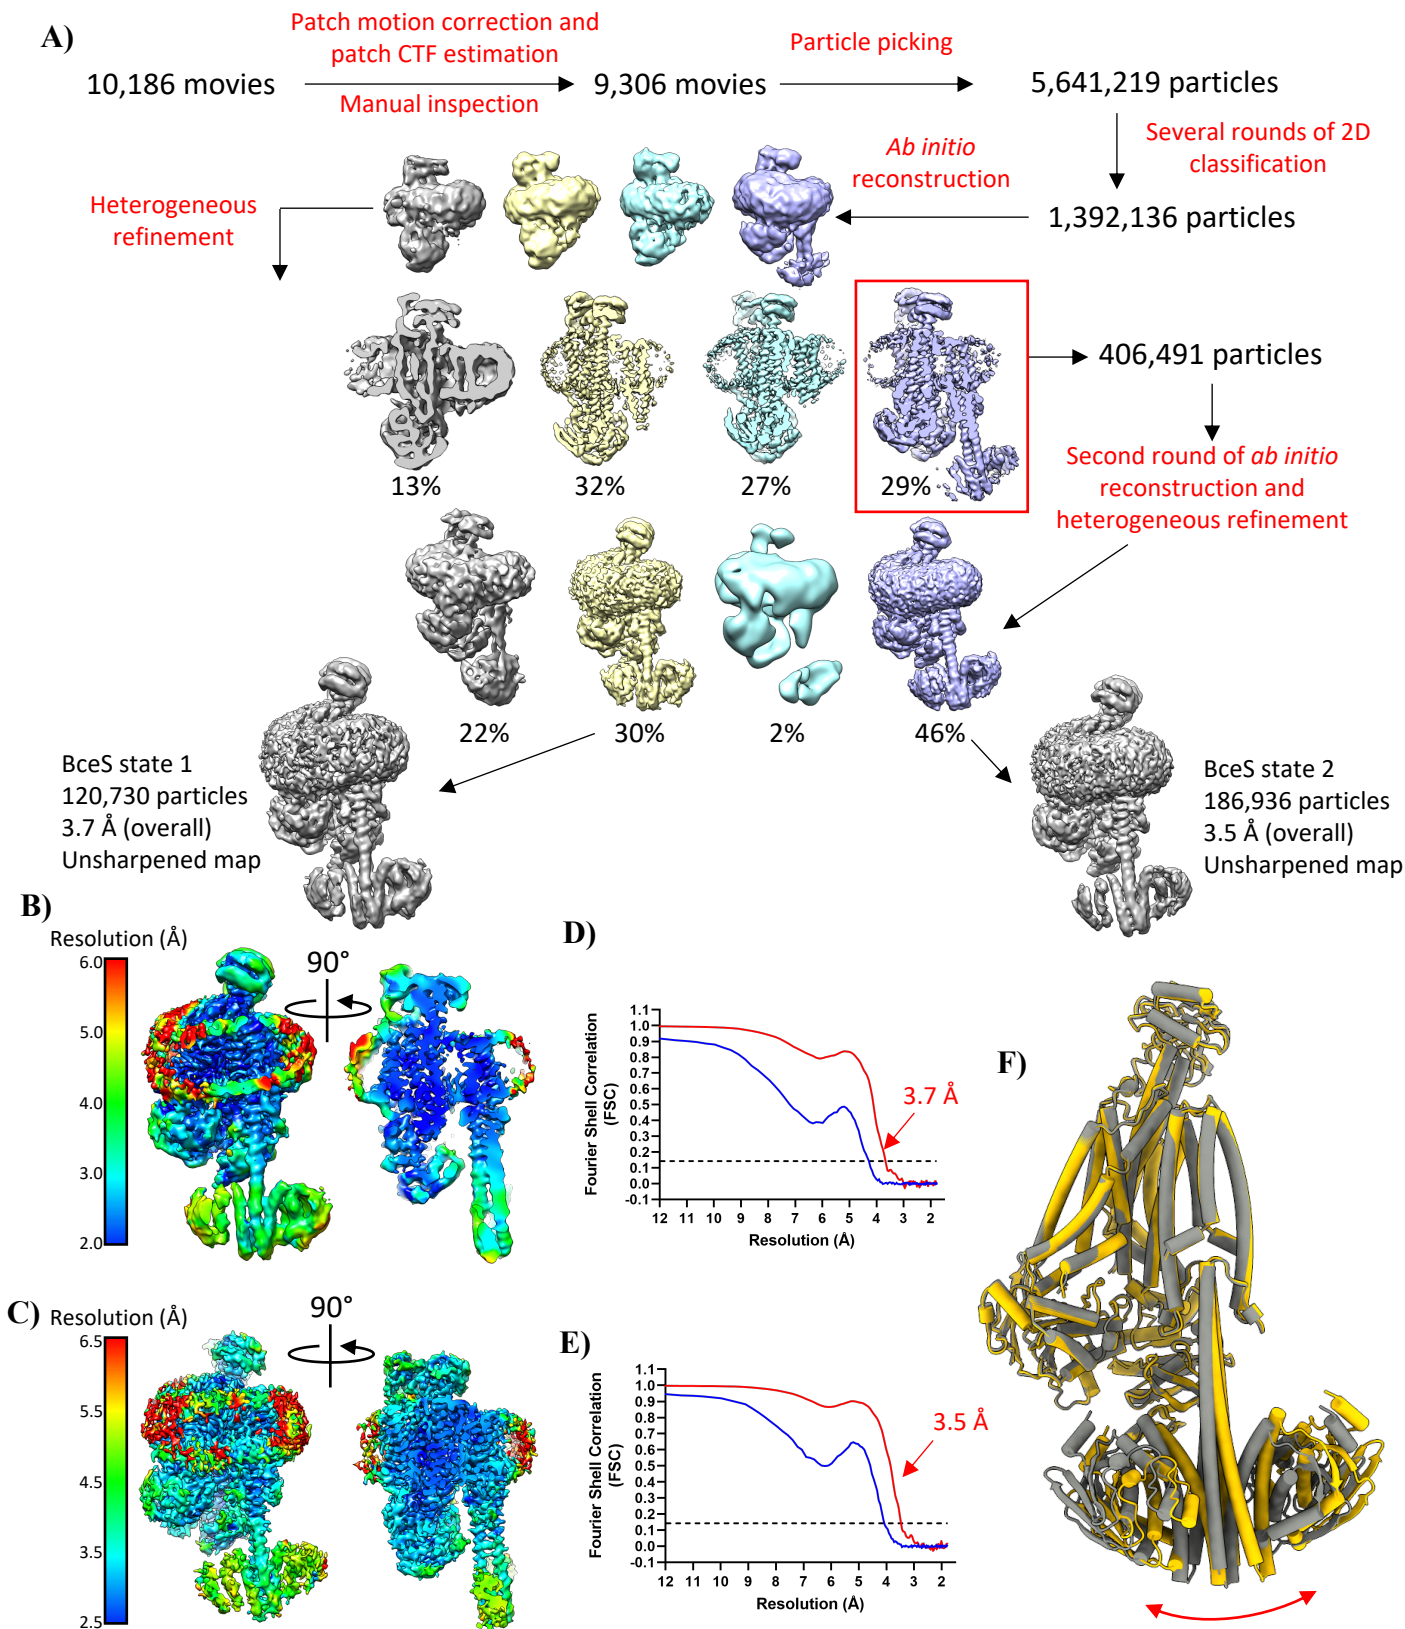 A)
Patch motion correction and
patch CTF estimation
10,186 movies
Manual inspection
9,306 movies
Particle picking
5,641,219 particles
Several rounds of 2D
classification
Ab initio
reconstruction
1,392,136 particles
Heterogeneous
refinement
406,491 particles
13%
32%
27%
29%
Second round of ab initio
reconstruction and
heterogeneous refinement
22%
30%
2%
46%
BceS state 1
120,730 particles
3.7 Å (overall)
Unsharpened map
BceS state 2
186,936 particles
3.5 Å (overall)
Unsharpened map
B)
Resolution (Å)
6.0
5.0
4.0
3.0
2.0
90°
C)
Resolution (Å)
6.5
5.5
4.5
3.5
2.5
90°
D)
Fourier Shell Correlation
(FSC)
1.1
1.0
0.9
0.8
0.7
0.6
0.5
0.4
0.3
0.2
0.1
0.0
-0.1
3.7 Å
12 11 10 9 8 7 6 5 4 3 2
Resolution (Å)
E)
Fourier Shell Correlation
(FSC)
1.1
1.0
0.9
0.8
0.7
0.6
0.5
0.4
0.3
0.2
0.1
0.0
-0.1
3.5 Å
12 11 10 9 8 7 6 5 4 3 2
Resolution (Å)
F)